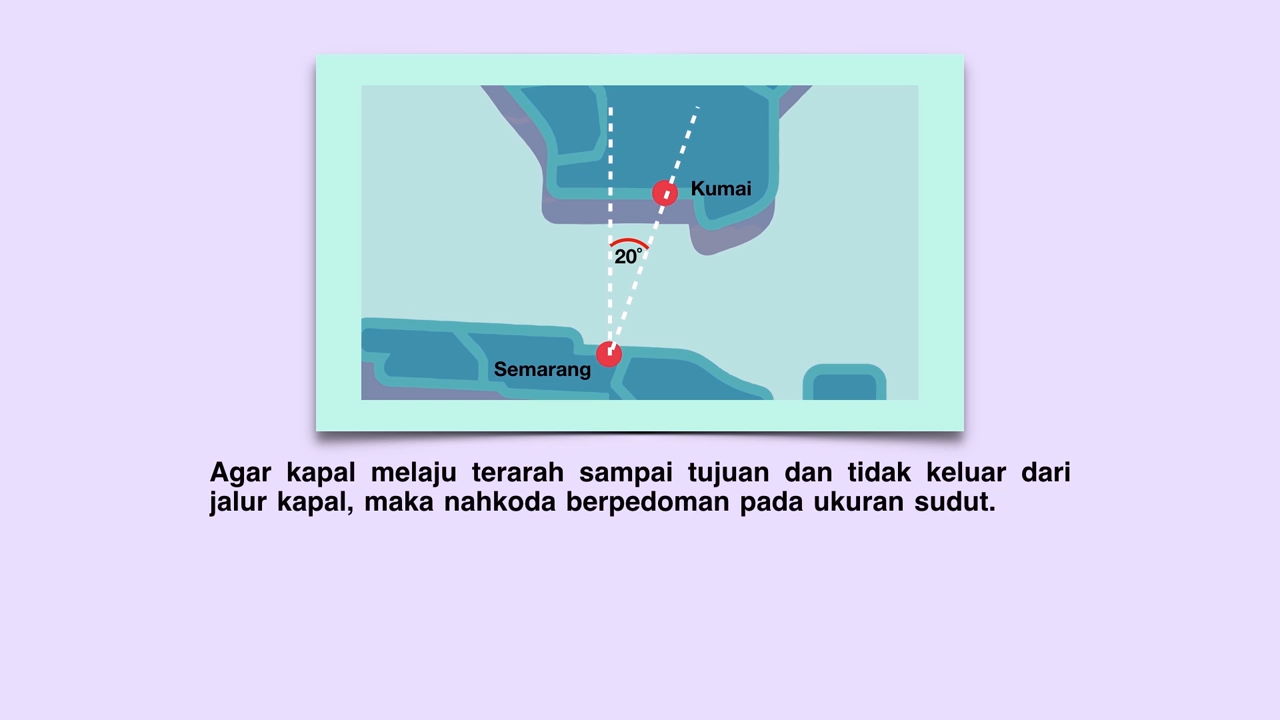 Kumai
20°
Semarang
Agar kapal melaju terarah sampai tujuan dan tidak keluar dari
jalur kapal, maka nahkoda berpedoman pada ukuran sudut.